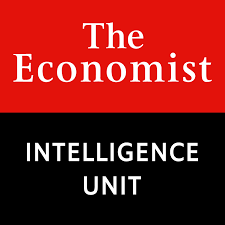 The
Economist
INTELLIGENCE
UNIT